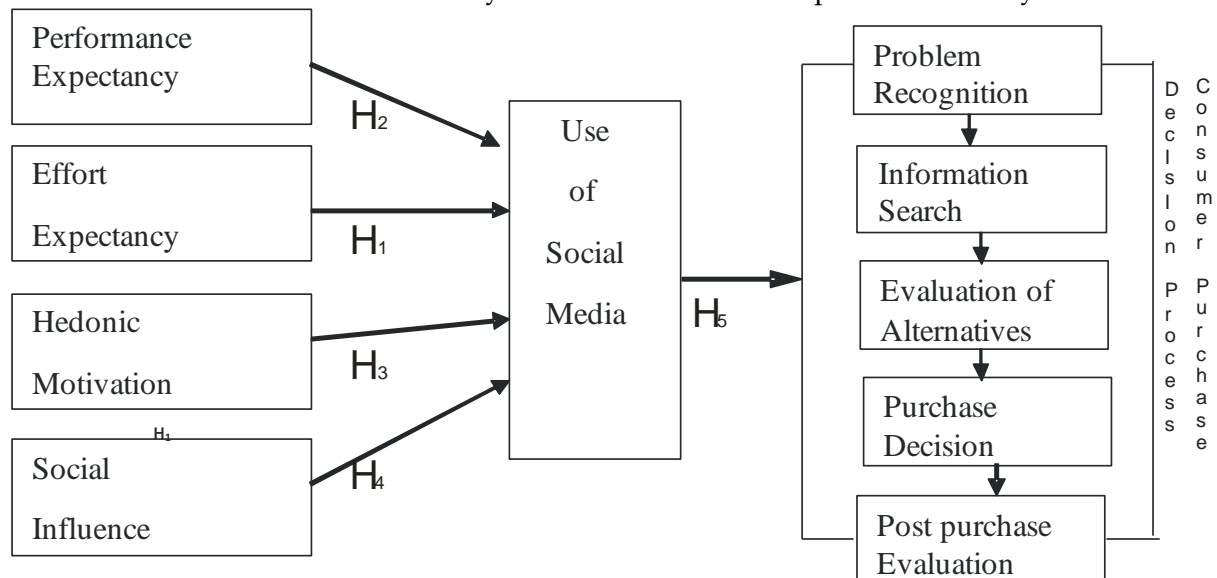 Performance
Expectancy
H2
Effort
Expectancy
H1
Hedonic
Motivation
H3
H1
Social
Influence
H4
Use
of
Social
Media
H5
Problem
Recognition
Information
Search
Evaluation of
Alternatives
Purchase
Decision
Post purchase
Evaluation
Consumer Purchase
DecIsIon Process